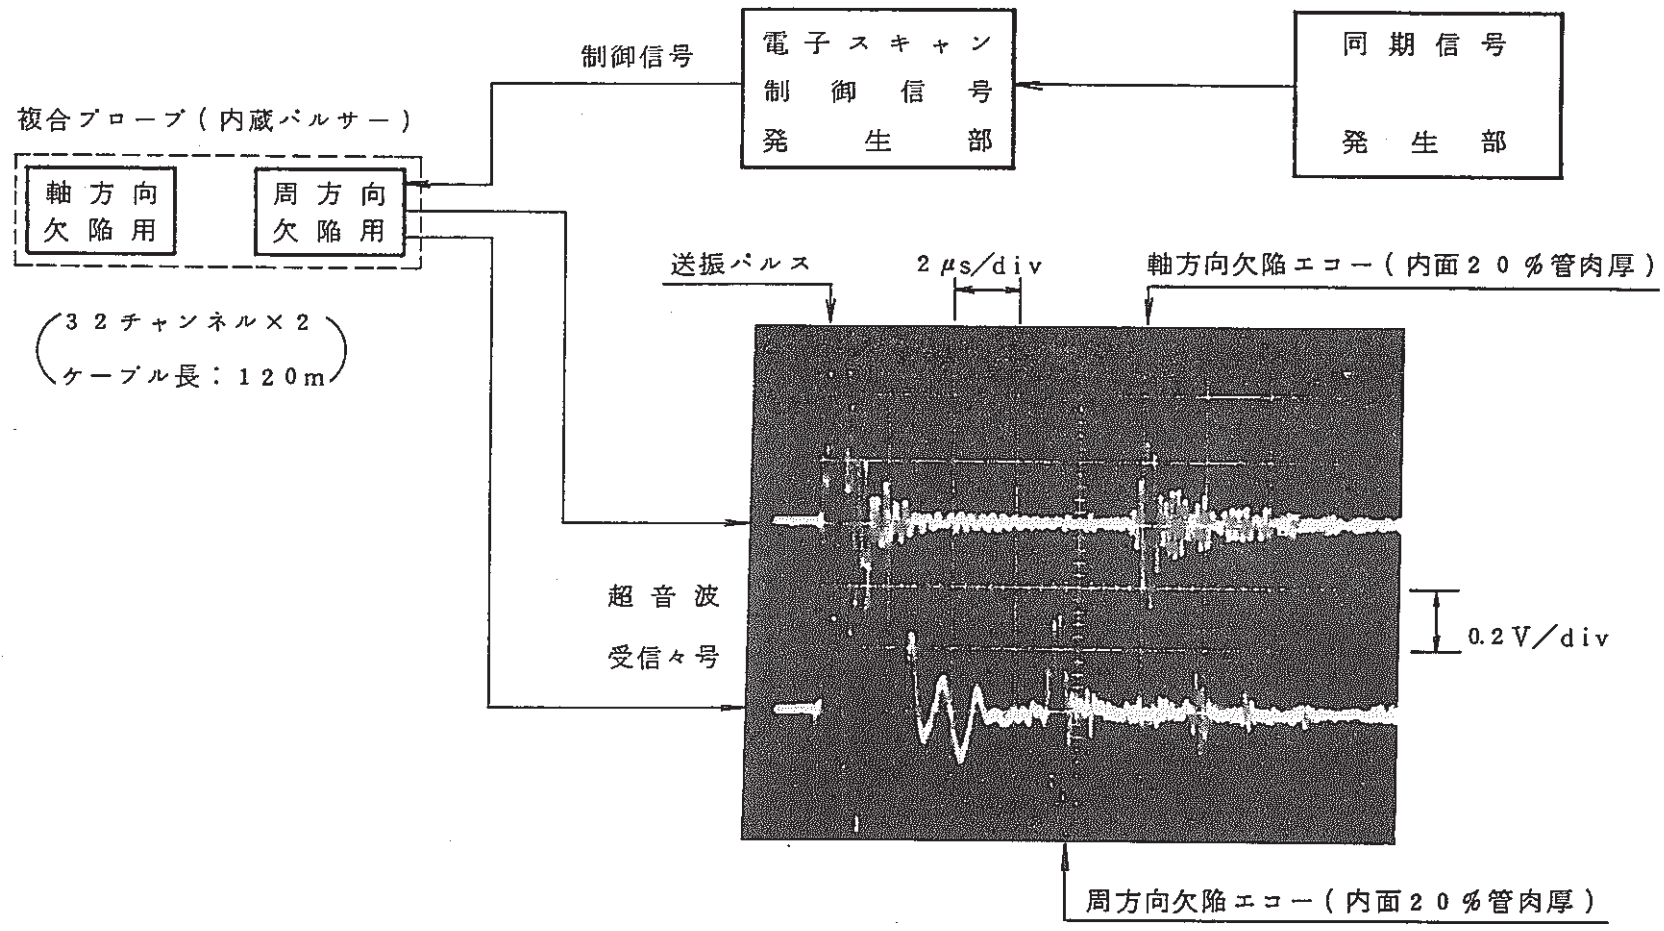 電子スキャン
制御信号
発生部
同期信号
発生部
制御信号
複合プローブ(内蔵パルサー)
軸方向
欠陥用
周方向
欠陥用
32チャンネル×2
ケーブル長:120m
送振パルス
2μs/div
軸方向欠陥エコー(内面20%管肉厚)
超音波
受信々号
0.2V/div
周方向欠陥エコー(内面20%管肉厚)